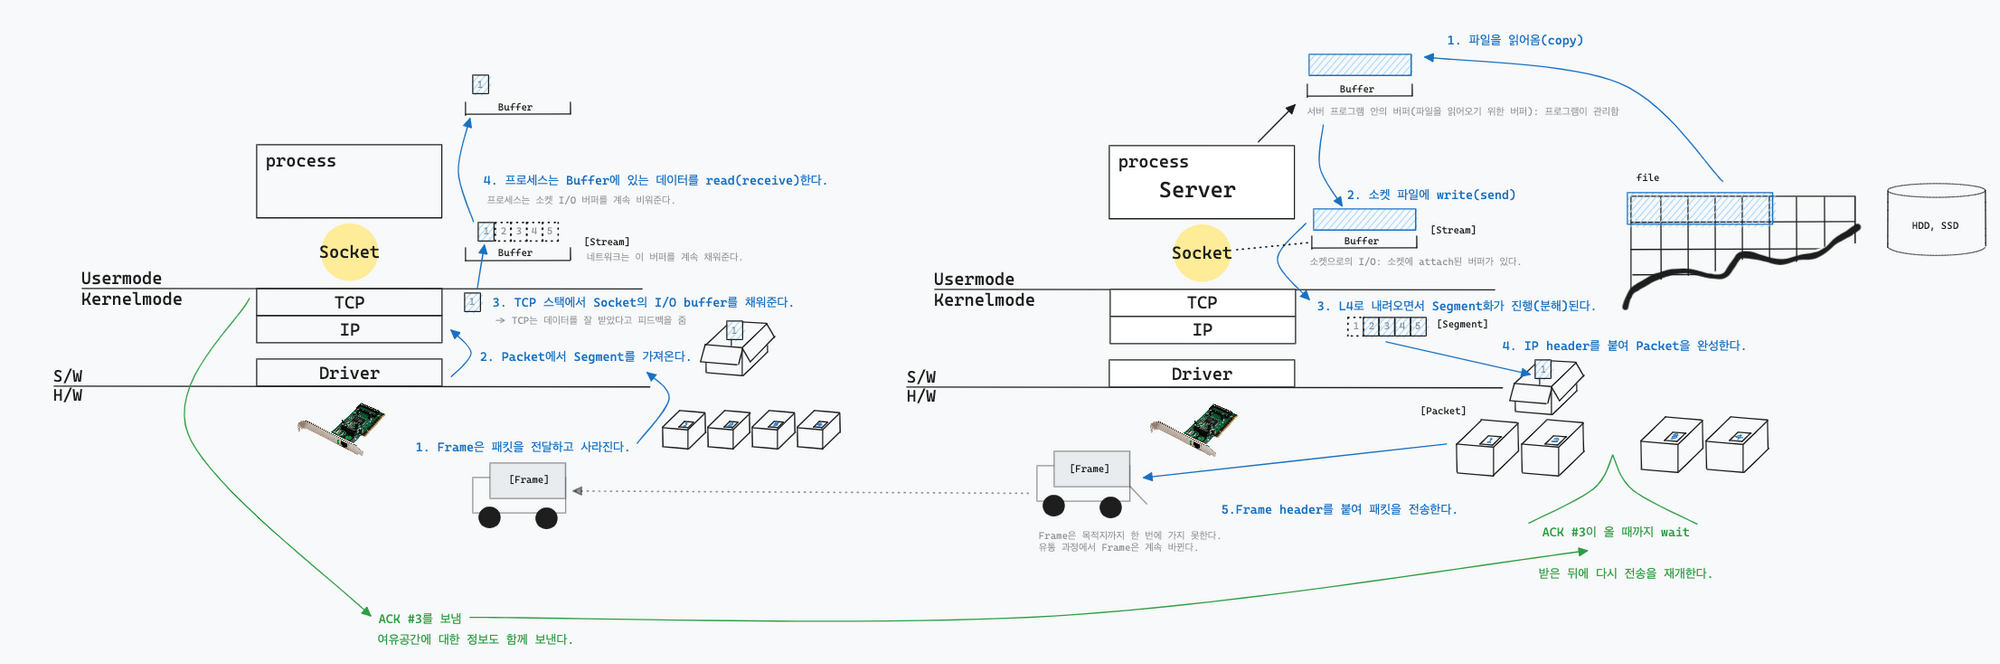 1
Buffer
process
4. 프로세스는 Buffer에 있는 데이터를 read(receive)한다.
프로세스는 소켓 I/O 버퍼를 계속 비워준다.
1 2 3 4 5
[Stream]
Buffer
네트워크는 이 버퍼를 계속 채워준다.
Socket
Usermode
Kernelmode
TCP
IP
1
3. TCP 스택에서 Socket의 I/O buffer를 채워준다.
→ TCP는 데이터를 잘 받았다고 피드백을 줌
1
2. Packet에서 Segment를 가져온다.
Driver
S/W
H/W
1. Frame은 패킷을 전달하고 사라진다.
[Frame]
ACK #3를 보냄
여유공간에 대한 정보도 함께 보낸다.
1. 파일을 읽어옴(copy)
Buffer
서버 프로그램 안의 버퍼(파일을 읽어오기 위한 버퍼): 프로그램이 관리함
process
Server
2. 소켓 파일에 write(send)
[Stream]
Buffer
소켓으로의 I/O: 소켓에 attach된 버퍼가 있다.
Socket
file
HDD, SSD
Usermode
Kernelmode
TCP
IP
3. L4로 내려오면서 Segment화가 진행(분해)된다.
1 2 3 4 5
[Segment]
4. IP header를 붙여 Packet을 완성한다.
1
Driver
S/W
H/W
[Packet]
1
[Frame]
5.Frame header를 붙여 패킷을 전송한다.
Frame은 목적지까지 한 번에 가지 못한다.
유통 과정에서 Frame은 계속 바뀐다.
ACK #3이 올 때까지 wait
받은 뒤에 다시 전송을 재개한다.